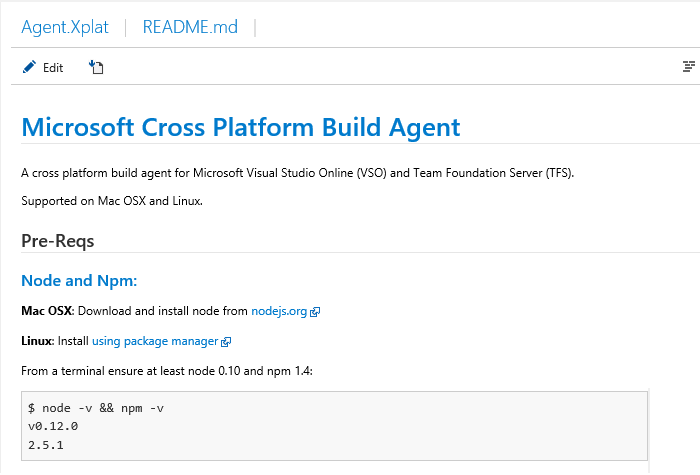 Agent.Xplat | README.md |
Edit
Microsoft Cross Platform Build Agent
A cross platform build agent for Microsoft Visual Studio Online (VSO) and Team Foundation Server (TFS).
Supported on Mac OSX and Linux.
Pre-Reqs
Node and Npm:
Mac OSX: Download and install node from nodejs.org
Linux: Install using package manager
From a terminal ensure at least node 0.10 and npm 1.4:
$ node -v && npm -v
v0.12.0
2.5.1